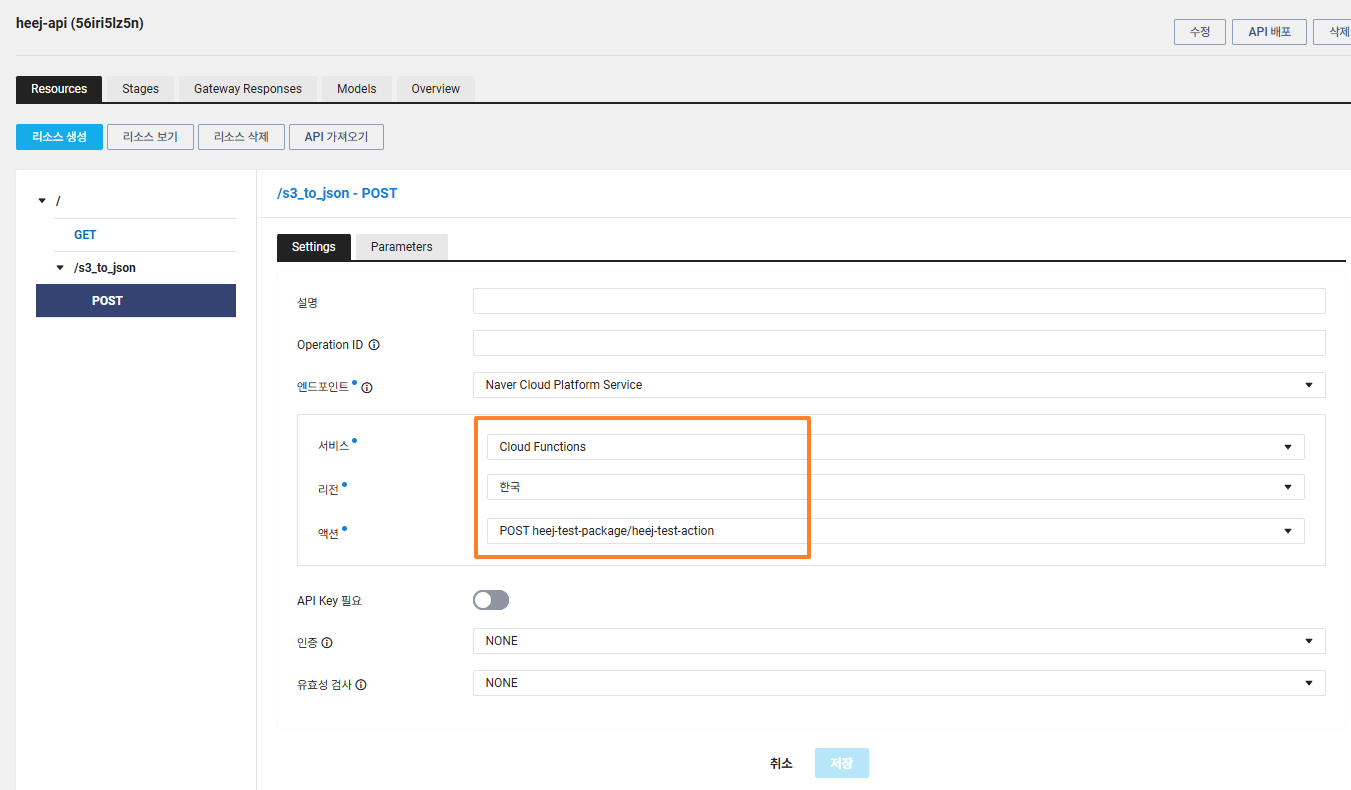 heej-api (56iri5lz5n)
수정 API 배포 삭제
Resources Stages Gateway Responses Models Overview
리소스 생성 리소스 보기 리소스 삭제 API 가져오기
/
GET
/s3_to_json
POST
/s3_to_json - POST
Settings Parameters
설명
Operation ID
엔드포인트 Naver Cloud Platform Service
서비스 Cloud Functions
리전 한국
액션 POST heej-test-package/heej-test-action
API Key 필요
인증 NONE
유효성 검사 NONE
취소 저장